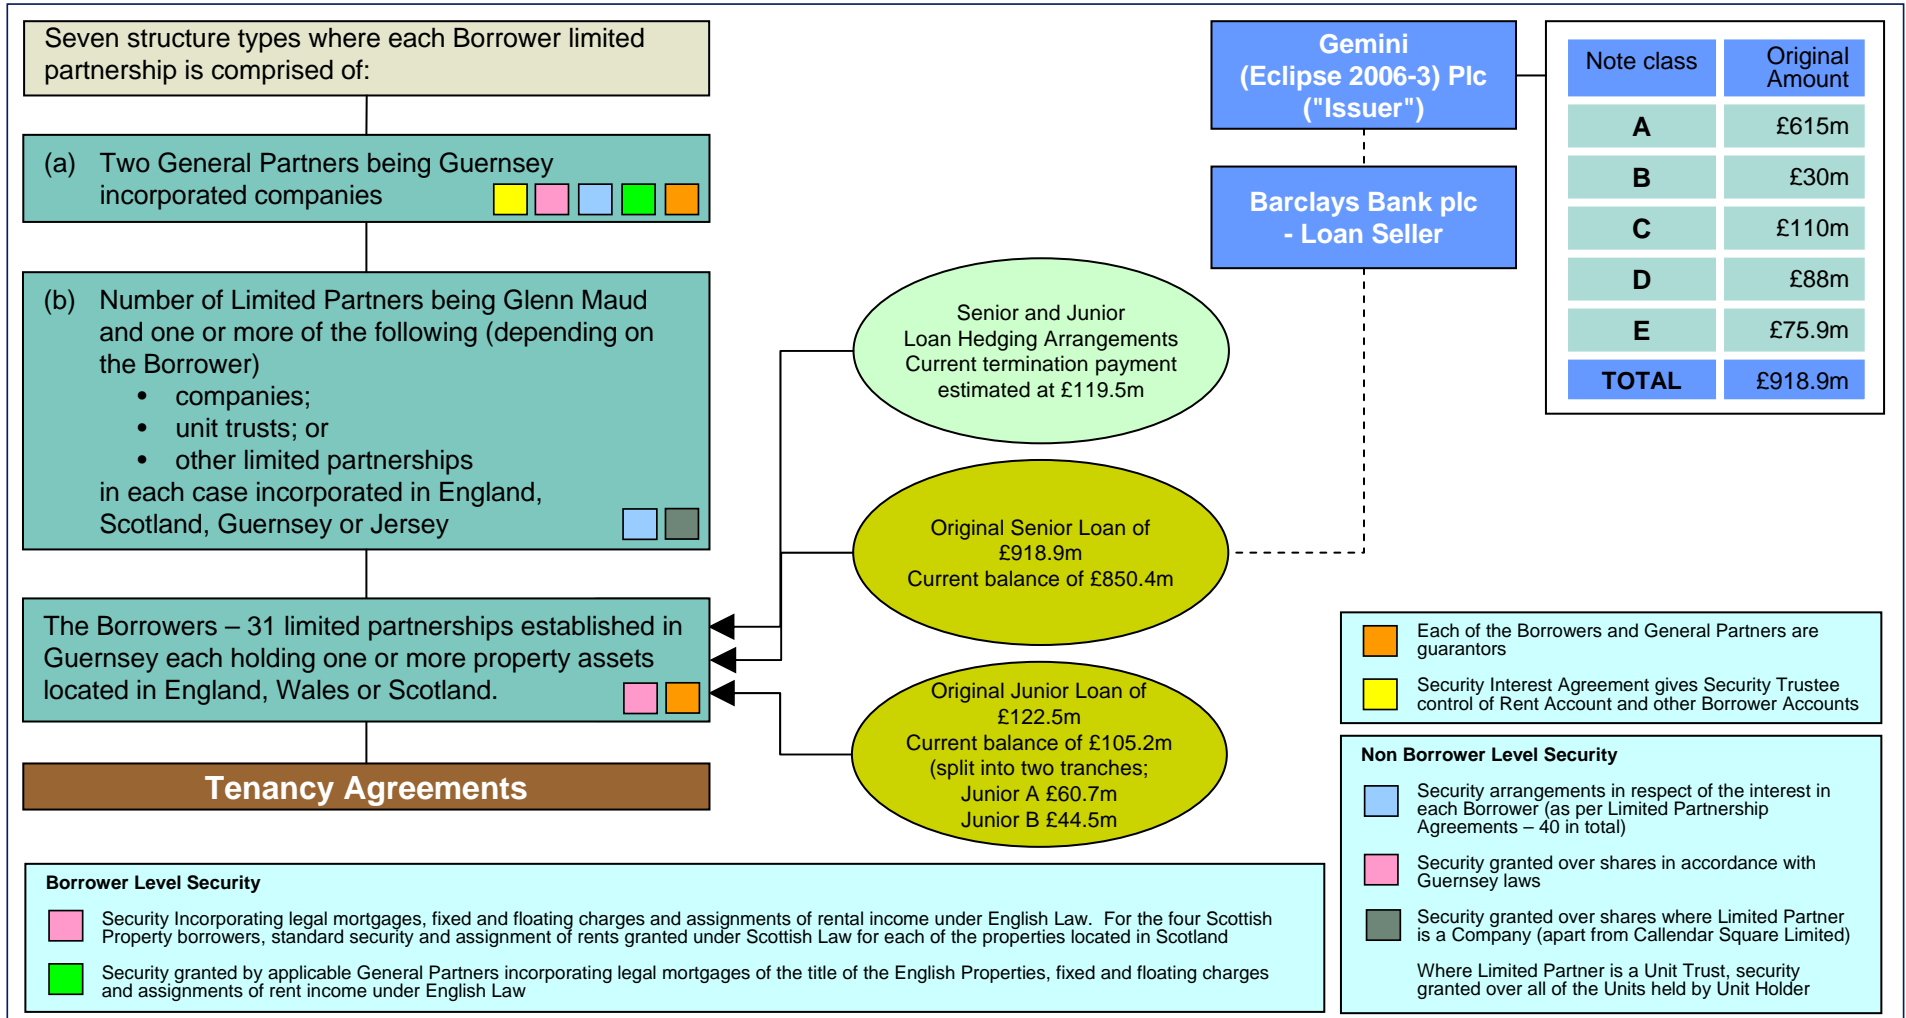 Seven structure types where each Borrower limited
partnership is comprised of:
(a) Two General Partners being Guernsey
incorporated companies
(b) Number of Limited Partners being Glenn Maud
and one or more of the following (depending on
the Borrower)
• companies;
• unit trusts; or
• other limited partnerships
in each case incorporated in England,
Scotland, Guernsey or Jersey
The Borrowers – 31 limited partnerships established in
Guernsey each holding one or more property assets
located in England, Wales or Scotland.
Tenancy Agreements
Senior and Junior
Loan Hedging Arrangements
Current termination payment
estimated at £119.5m
Original Senior Loan of
£918.9m
Current balance of £850.4m
Original Junior Loan of
£122.5m
Current balance of £105.2m
(split into two tranches;
Junior A £60.7m
Junior B £44.5m
Gemini
(Eclipse 2006-3) Plc
("Issuer")
Barclays Bank plc
- Loan Seller
Note class Original
Amount
A £615m
B £30m
C £110m
D £88m
E £75.9m
TOTAL £918.9m
Each of the Borrowers and General Partners are
guarantors
Security Interest Agreement gives Security Trustee
control of Rent Account and other Borrower Accounts
Non Borrower Level Security
Security arrangements in respect of the interest in
each Borrower (as per Limited Partnership
Agreements – 40 in total)
Security granted over shares in accordance with
Guernsey laws
Security granted over shares where Limited Partner
is a Company (apart from Callendar Square Limited)
Where Limited Partner is a Unit Trust, security
granted over all of the Units held by Unit Holder
Borrower Level Security
Security Incorporating legal mortgages, fixed and floating charges and assignments of rental income under English Law. For the four Scottish
Property borrowers, standard security and assignment of rents granted under Scottish Law for each of the properties located in Scotland
Security granted by applicable General Partners incorporating legal mortgages of the title of the English Properties, fixed and floating charges
and assignments of rent income under English Law